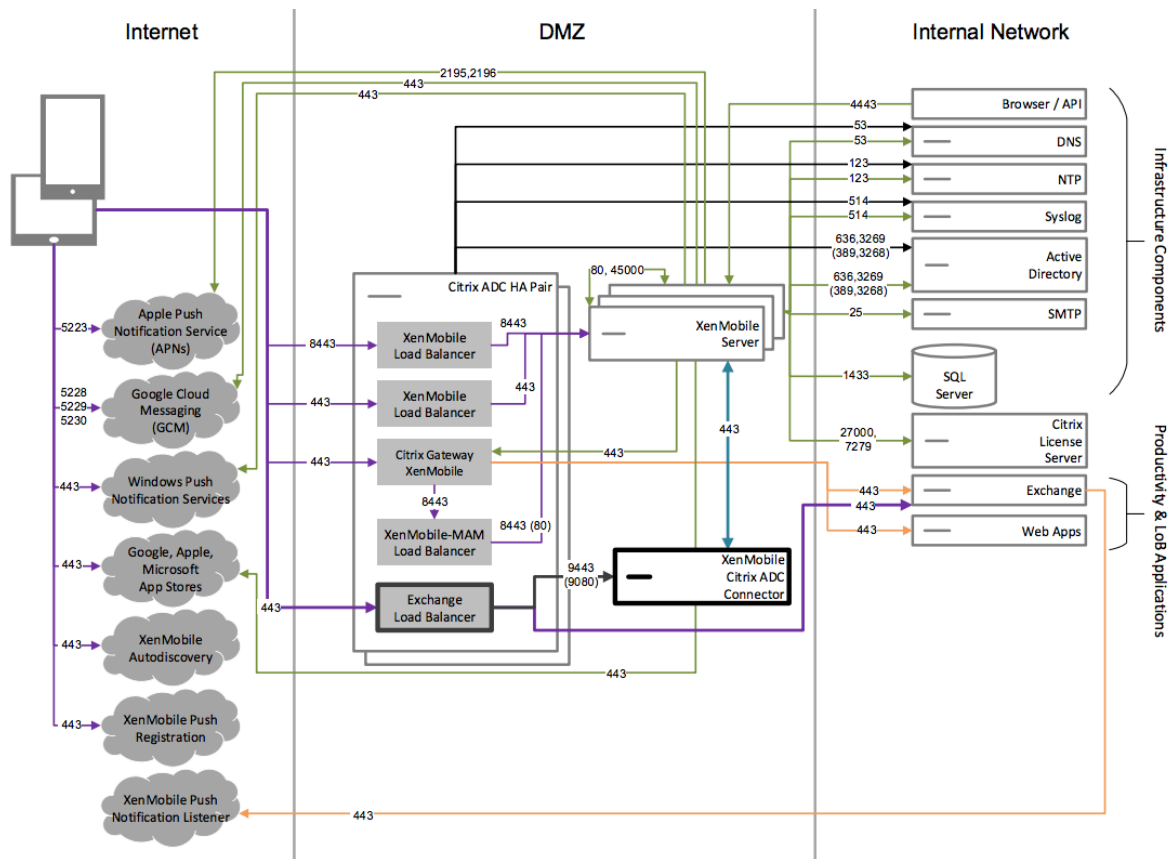 Internet
DMZ
Internal Network
2195,2196
443
443
4443
Browser / API
53
53
DNS
123
123
NTP
514
514
Syslog
636,3269
(389,3268)
636,3269
(389,3268)
Active
Directory
25
SMTP
1433
SQL
Server
27000,
7279
Citrix
License
Server
443
443
Exchange
443
Web Apps
Infrastructure Components
Productivity & LoB Applications
80, 45000
Citrix ADC HA Pair
XenMobile
Server
8443
XenMobile
Load Balancer
8443
443
443
XenMobile
Load Balancer
443
Citrix Gateway
XenMobile
443
8443
XenMobile-MAM
Load Balancer
8443 (80)
443
9443
(9080)
XenMobile
Citrix ADC
Connector
443
Exchange
Load Balancer
443
5223
Apple Push
Notification Service
(APNs)
5228
5229
5230
Google Cloud
Messaging
(GCM)
443
Windows Push
Notification Services
443
Google, Apple,
Microsoft
App Stores
443
XenMobile
Autodiscovery
443
XenMobile Push
Registration
XenMobile Push
Notification Listener
443